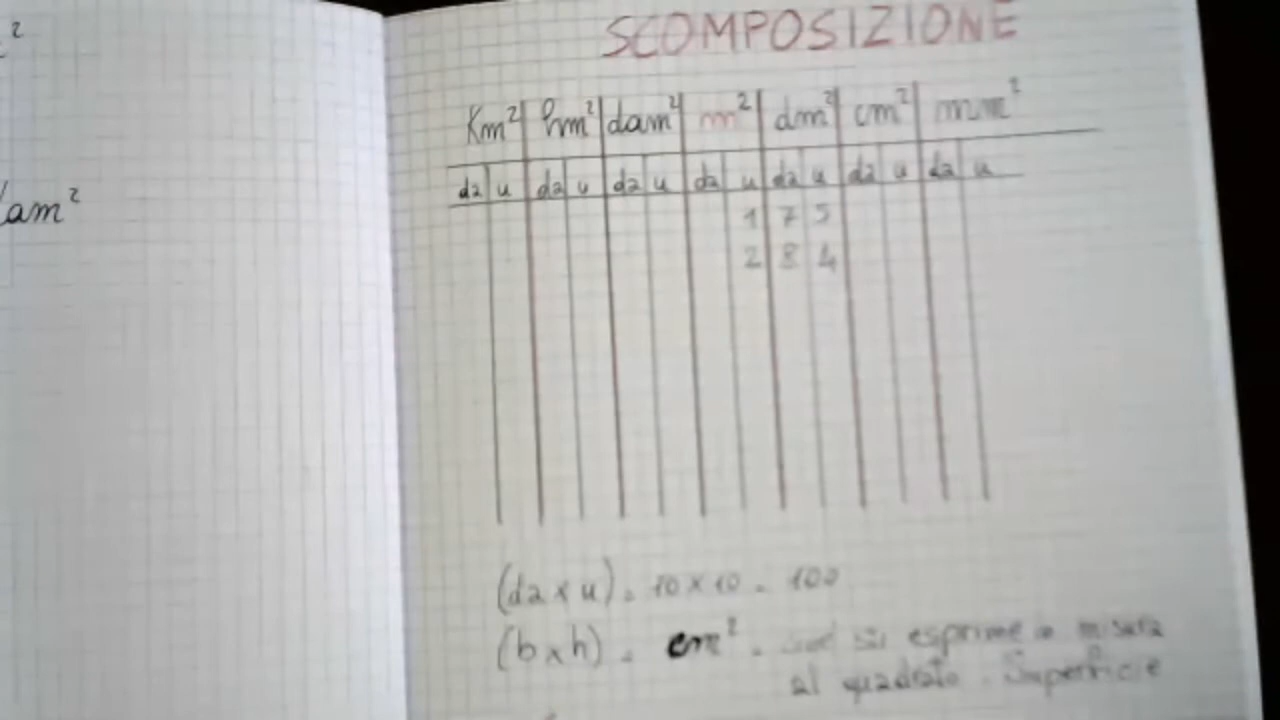 2
am²
SCOMPOSIZIONE
Km² hm² dam² m² dm² cm² mm²
da u da u da u da u da u da u da u
1 7 5
2 8 4
(da x u) = 10 x 10 = 100
(b x h) = cm² = si esprime misura
al quadrato. Superficie